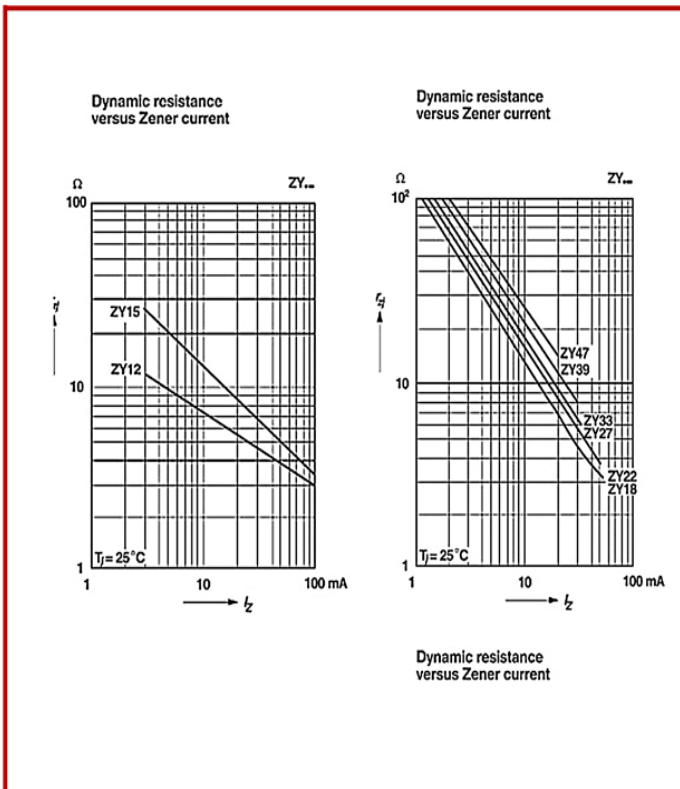 Dynamic resistance
versus Zener current
Ω
ZY...
100
ZY15
ZY12
10
Tj = 25°C
1
1
10
100 mA
IZ
Dynamic resistance
versus Zener current
Ω
ZY...
10²
rzj
ZY47
ZY39
10
ZY33
ZY27
ZY22
ZY18
Tj = 25°C
1
1
10
100 mA
IZ
Dynamic resistance
versus Zener current